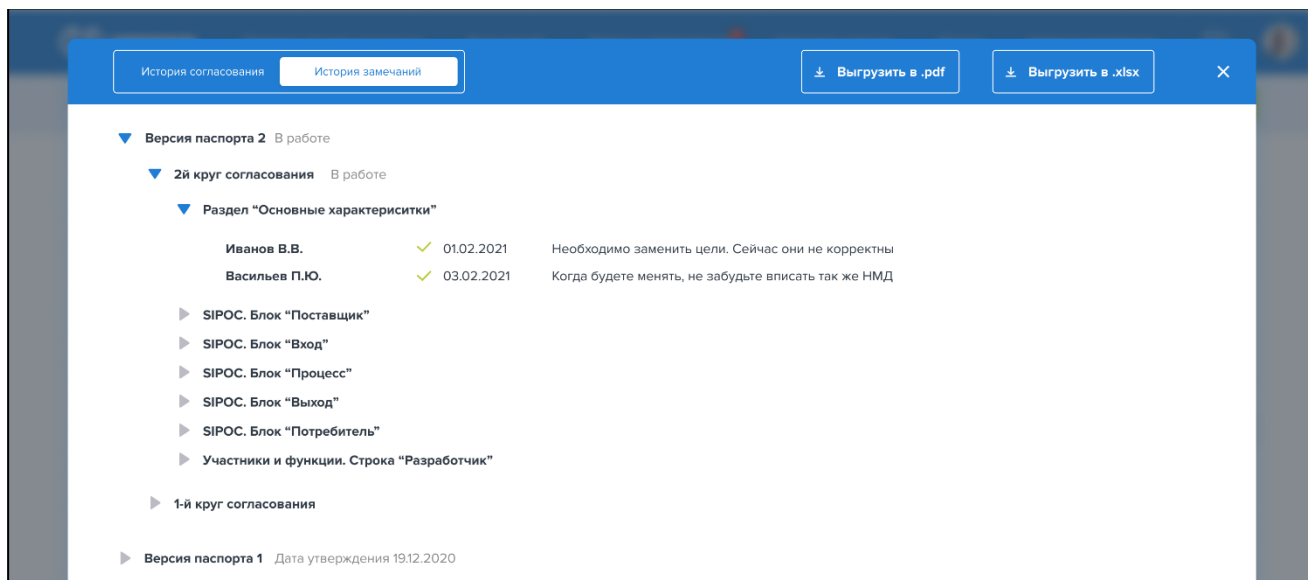 История согласования История замечаний Выгрузить в .pdf Выгрузить в .xlsx
Версия паспорта 2 В работе
2й круг согласования В работе
Раздел “Основные характериситки”
Иванов В.В. 01.02.2021 Необходимо заменить цели. Сейчас они не корректны
Васильев П.Ю. 03.02.2021 Когда будете менять, не забудьте вписать так же НМД
SIPOC. Блок “Поставщик”
SIPOC. Блок “Вход”
SIPOC. Блок “Процесс”
SIPOC. Блок “Выход”
SIPOC. Блок “Потребитель”
Участники и функции. Строка “Разработчик”
1-й круг согласования
Версия паспорта 1 Дата утверждения 19.12.2020